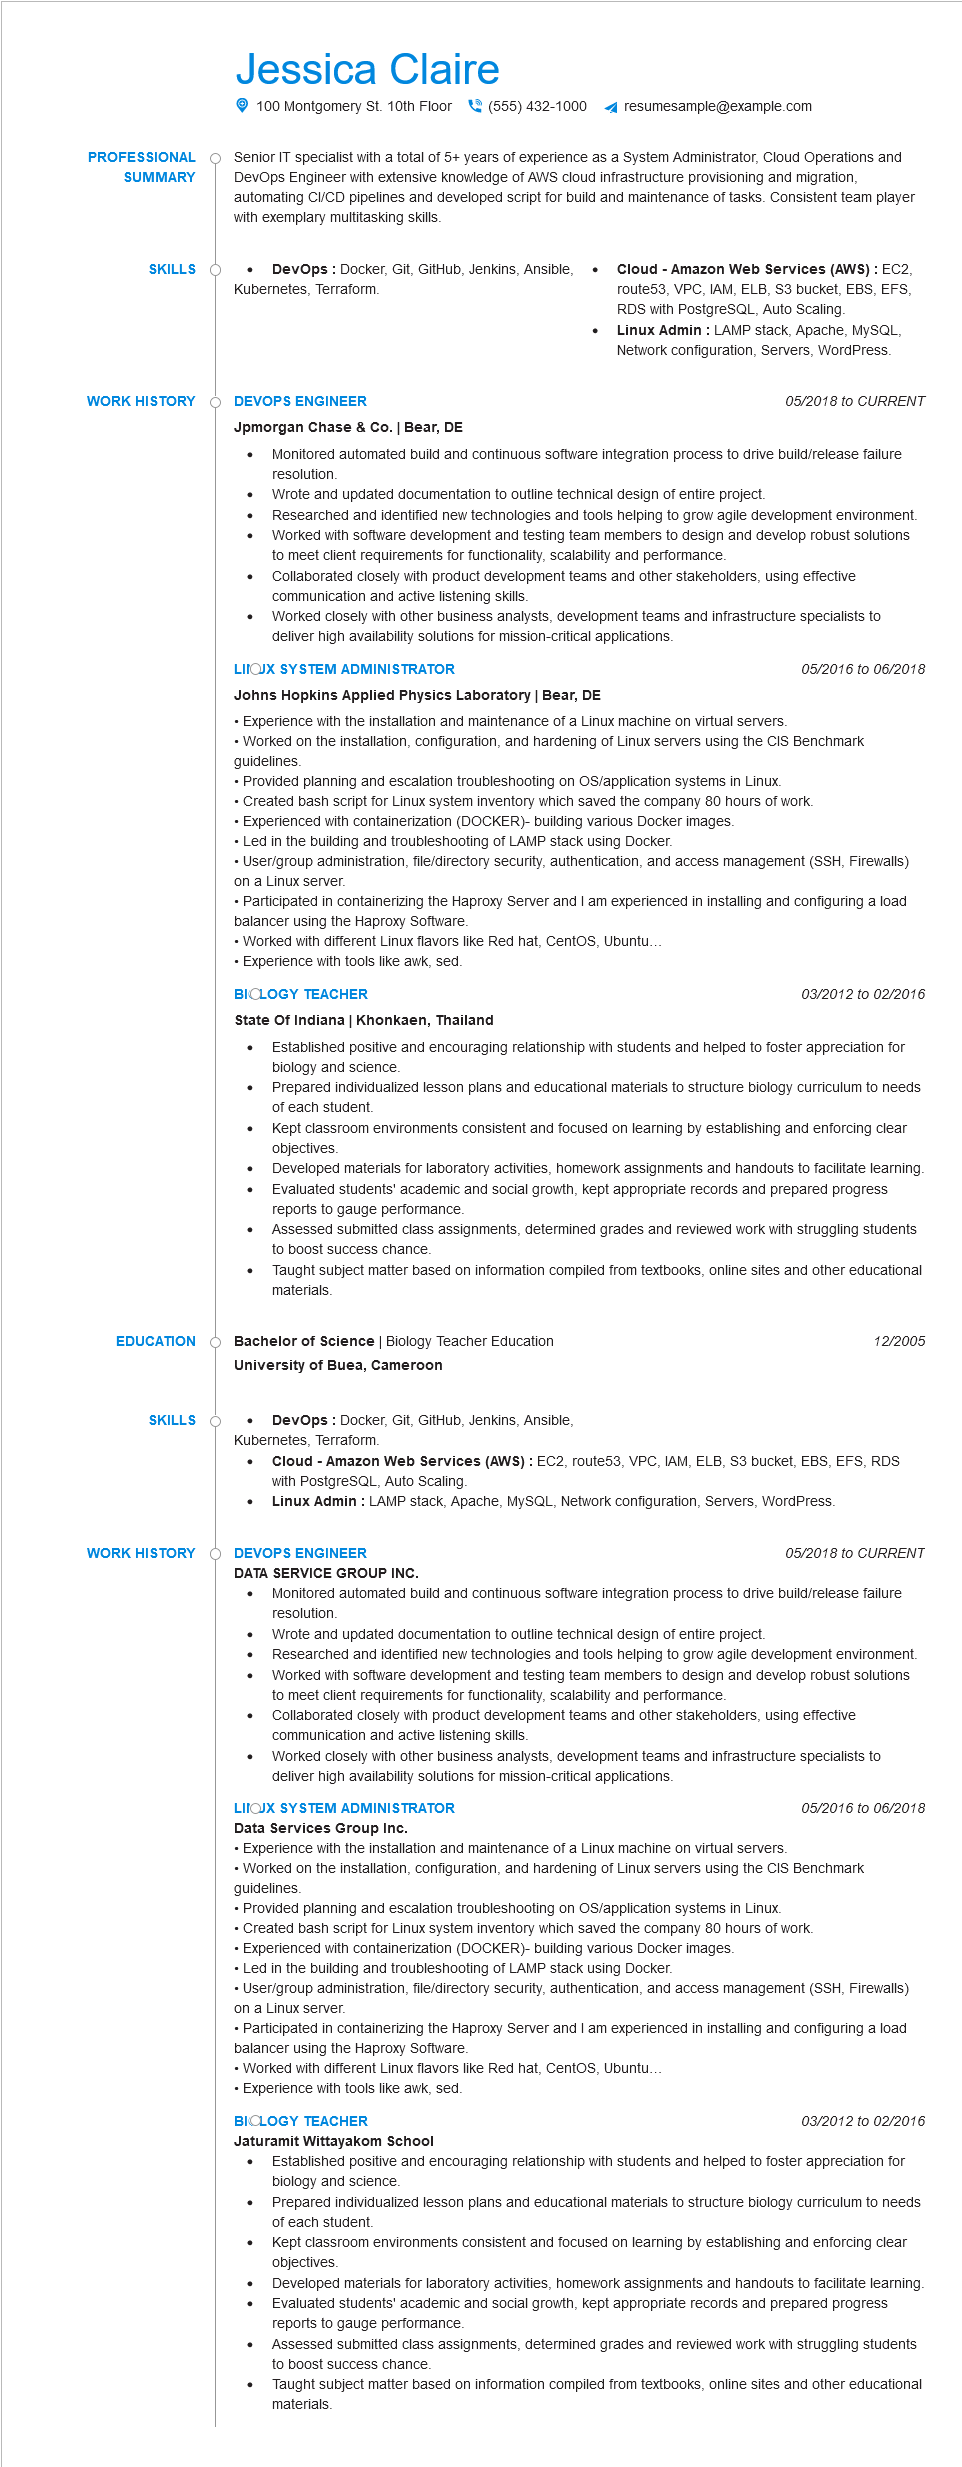 Jessica Claire
100 Montgomery St. 10th Floor (555) 432-1000 resumesample@example.com
PROFESSIONAL SUMMARY
Senior IT specialist with a total of 5+ years of experience as a System Administrator, Cloud Operations and
DevOps Engineer with extensive knowledge of AWS cloud infrastructure provisioning and migration,
automating CI/CD pipelines and developed script for build and maintenance of tasks. Consistent team player
with exemplary multitasking skills.
SKILLS
• DevOps : Docker, Git, GitHub, Jenkins, Ansible,
Kubernetes, Terraform.
• Cloud - Amazon Web Services (AWS) : EC2,
route53, VPC, IAM, ELB, S3 bucket, EBS, EFS,
RDS with PostgreSQL, Auto Scaling.
• Linux Admin : LAMP stack, Apache, MySQL,
Network configuration, Servers, WordPress.
WORK HISTORY
DEVOPS ENGINEER 05/2018 to CURRENT
Jpmorgan Chase & Co. | Bear, DE
• Monitored automated build and continuous software integration process to drive build/release failure
resolution.
• Wrote and updated documentation to outline technical design of entire project.
• Researched and identified new technologies and tools helping to grow agile development environment.
• Worked with software development and testing team members to design and develop robust solutions
to meet client requirements for functionality, scalability and performance.
• Collaborated closely with product development teams and other stakeholders, using effective
communication and active listening skills.
• Worked closely with other business analysts, development teams and infrastructure specialists to
deliver high availability solutions for mission-critical applications.
LINUX SYSTEM ADMINISTRATOR 05/2016 to 06/2018
Johns Hopkins Applied Physics Laboratory | Bear, DE
• Experience with the installation and maintenance of a Linux machine on virtual servers.
• Worked on the installation, configuration, and hardening of Linux servers using the CIS Benchmark
guidelines.
• Provided planning and escalation troubleshooting on OS/application systems in Linux.
• Created bash script for Linux system inventory which saved the company 80 hours of work.
• Experienced with containerization (DOCKER)- building various Docker images.
• Led in the building and troubleshooting of LAMP stack using Docker.
• User/group administration, file/directory security, authentication, and access management (SSH, Firewalls)
on a Linux server.
• Participated in containerizing the Haproxy Server and I am experienced in installing and configuring a load
balancer using the Haproxy Software.
• Worked with different Linux flavors like Red hat, CentOS, Ubuntu…
• Experience with tools like awk, sed.
BIOLOGY TEACHER 03/2012 to 02/2016
State Of Indiana | Khonkaen, Thailand
• Established positive and encouraging relationship with students and helped to foster appreciation for
biology and science.
• Prepared individualized lesson plans and educational materials to structure biology curriculum to needs
of each student.
• Kept classroom environments consistent and focused on learning by establishing and enforcing clear
objectives.
• Developed materials for laboratory activities, homework assignments and handouts to facilitate learning.
• Evaluated students' academic and social growth, kept appropriate records and prepared progress
reports to gauge performance.
• Assessed submitted class assignments, determined grades and reviewed work with struggling students
to boost success chance.
• Taught subject matter based on information compiled from textbooks, online sites and other educational
materials.
EDUCATION
Bachelor of Science | Biology Teacher Education 12/2005
University of Buea, Cameroon
SKILLS
• DevOps : Docker, Git, GitHub, Jenkins, Ansible,
Kubernetes, Terraform.
• Cloud - Amazon Web Services (AWS) : EC2, route53, VPC, IAM, ELB, S3 bucket, EBS, EFS, RDS
with PostgreSQL, Auto Scaling.
• Linux Admin : LAMP stack, Apache, MySQL, Network configuration, Servers, WordPress.
WORK HISTORY
DEVOPS ENGINEER 05/2018 to CURRENT
DATA SERVICE GROUP INC.
• Monitored automated build and continuous software integration process to drive build/release failure
resolution.
• Wrote and updated documentation to outline technical design of entire project.
• Researched and identified new technologies and tools helping to grow agile development environment.
• Worked with software development and testing team members to design and develop robust solutions
to meet client requirements for functionality, scalability and performance.
• Collaborated closely with product development teams and other stakeholders, using effective
communication and active listening skills.
• Worked closely with other business analysts, development teams and infrastructure specialists to
deliver high availability solutions for mission-critical applications.
LINUX SYSTEM ADMINISTRATOR 05/2016 to 06/2018
Data Services Group Inc.
• Experience with the installation and maintenance of a Linux machine on virtual servers.
• Worked on the installation, configuration, and hardening of Linux servers using the CIS Benchmark
guidelines.
• Provided planning and escalation troubleshooting on OS/application systems in Linux.
• Created bash script for Linux system inventory which saved the company 80 hours of work.
• Experienced with containerization (DOCKER)- building various Docker images.
• Led in the building and troubleshooting of LAMP stack using Docker.
• User/group administration, file/directory security, authentication, and access management (SSH, Firewalls)
on a Linux server.
• Participated in containerizing the Haproxy Server and I am experienced in installing and configuring a load
balancer using the Haproxy Software.
• Worked with different Linux flavors like Red hat, CentOS, Ubuntu…
• Experience with tools like awk, sed.
BIOLOGY TEACHER 03/2012 to 02/2016
Jaturamit Wittayakom School
• Established positive and encouraging relationship with students and helped to foster appreciation for
biology and science.
• Prepared individualized lesson plans and educational materials to structure biology curriculum to needs
of each student.
• Kept classroom environments consistent and focused on learning by establishing and enforcing clear
objectives.
• Developed materials for laboratory activities, homework assignments and handouts to facilitate learning.
• Evaluated students' academic and social growth, kept appropriate records and prepared progress
reports to gauge performance.
• Assessed submitted class assignments, determined grades and reviewed work with struggling students
to boost success chance.
• Taught subject matter based on information compiled from textbooks, online sites and other educational
materials.